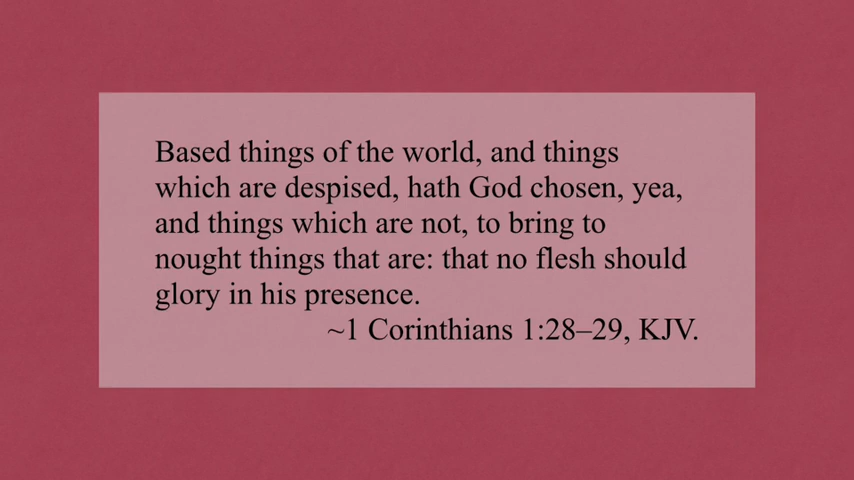 Based things of the world, and things
which are despised, hath God chosen, yea,
and things which are not, to bring to
nought things that are: that no flesh should
glory in his presence.
~1 Corinthians 1:28–29, KJV.